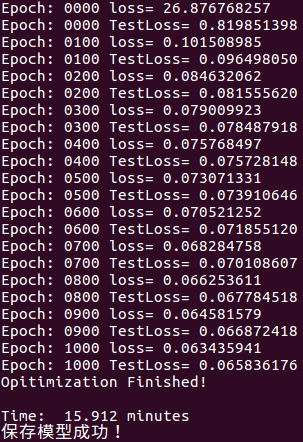 Epoch: 0000 loss= 26.876768257
Epoch: 0000 TestLoss= 0.819851398
Epoch: 0100 loss= 0.101508985
Epoch: 0100 TestLoss= 0.096498050
Epoch: 0200 loss= 0.084632062
Epoch: 0200 TestLoss= 0.081555620
Epoch: 0300 loss= 0.079009923
Epoch: 0300 TestLoss= 0.078487918
Epoch: 0400 loss= 0.075768497
Epoch: 0400 TestLoss= 0.075728148
Epoch: 0500 loss= 0.073071331
Epoch: 0500 TestLoss= 0.073910646
Epoch: 0600 loss= 0.070521252
Epoch: 0600 TestLoss= 0.071855120
Epoch: 0700 loss= 0.068284758
Epoch: 0700 TestLoss= 0.070108607
Epoch: 0800 loss= 0.066253611
Epoch: 0800 TestLoss= 0.067784518
Epoch: 0900 loss= 0.064581579
Epoch: 0900 TestLoss= 0.066872418
Epoch: 1000 loss= 0.063435941
Epoch: 1000 TestLoss= 0.065836176
Opitimization Finished!
Time:  15.912 minutes
保存模型成功！